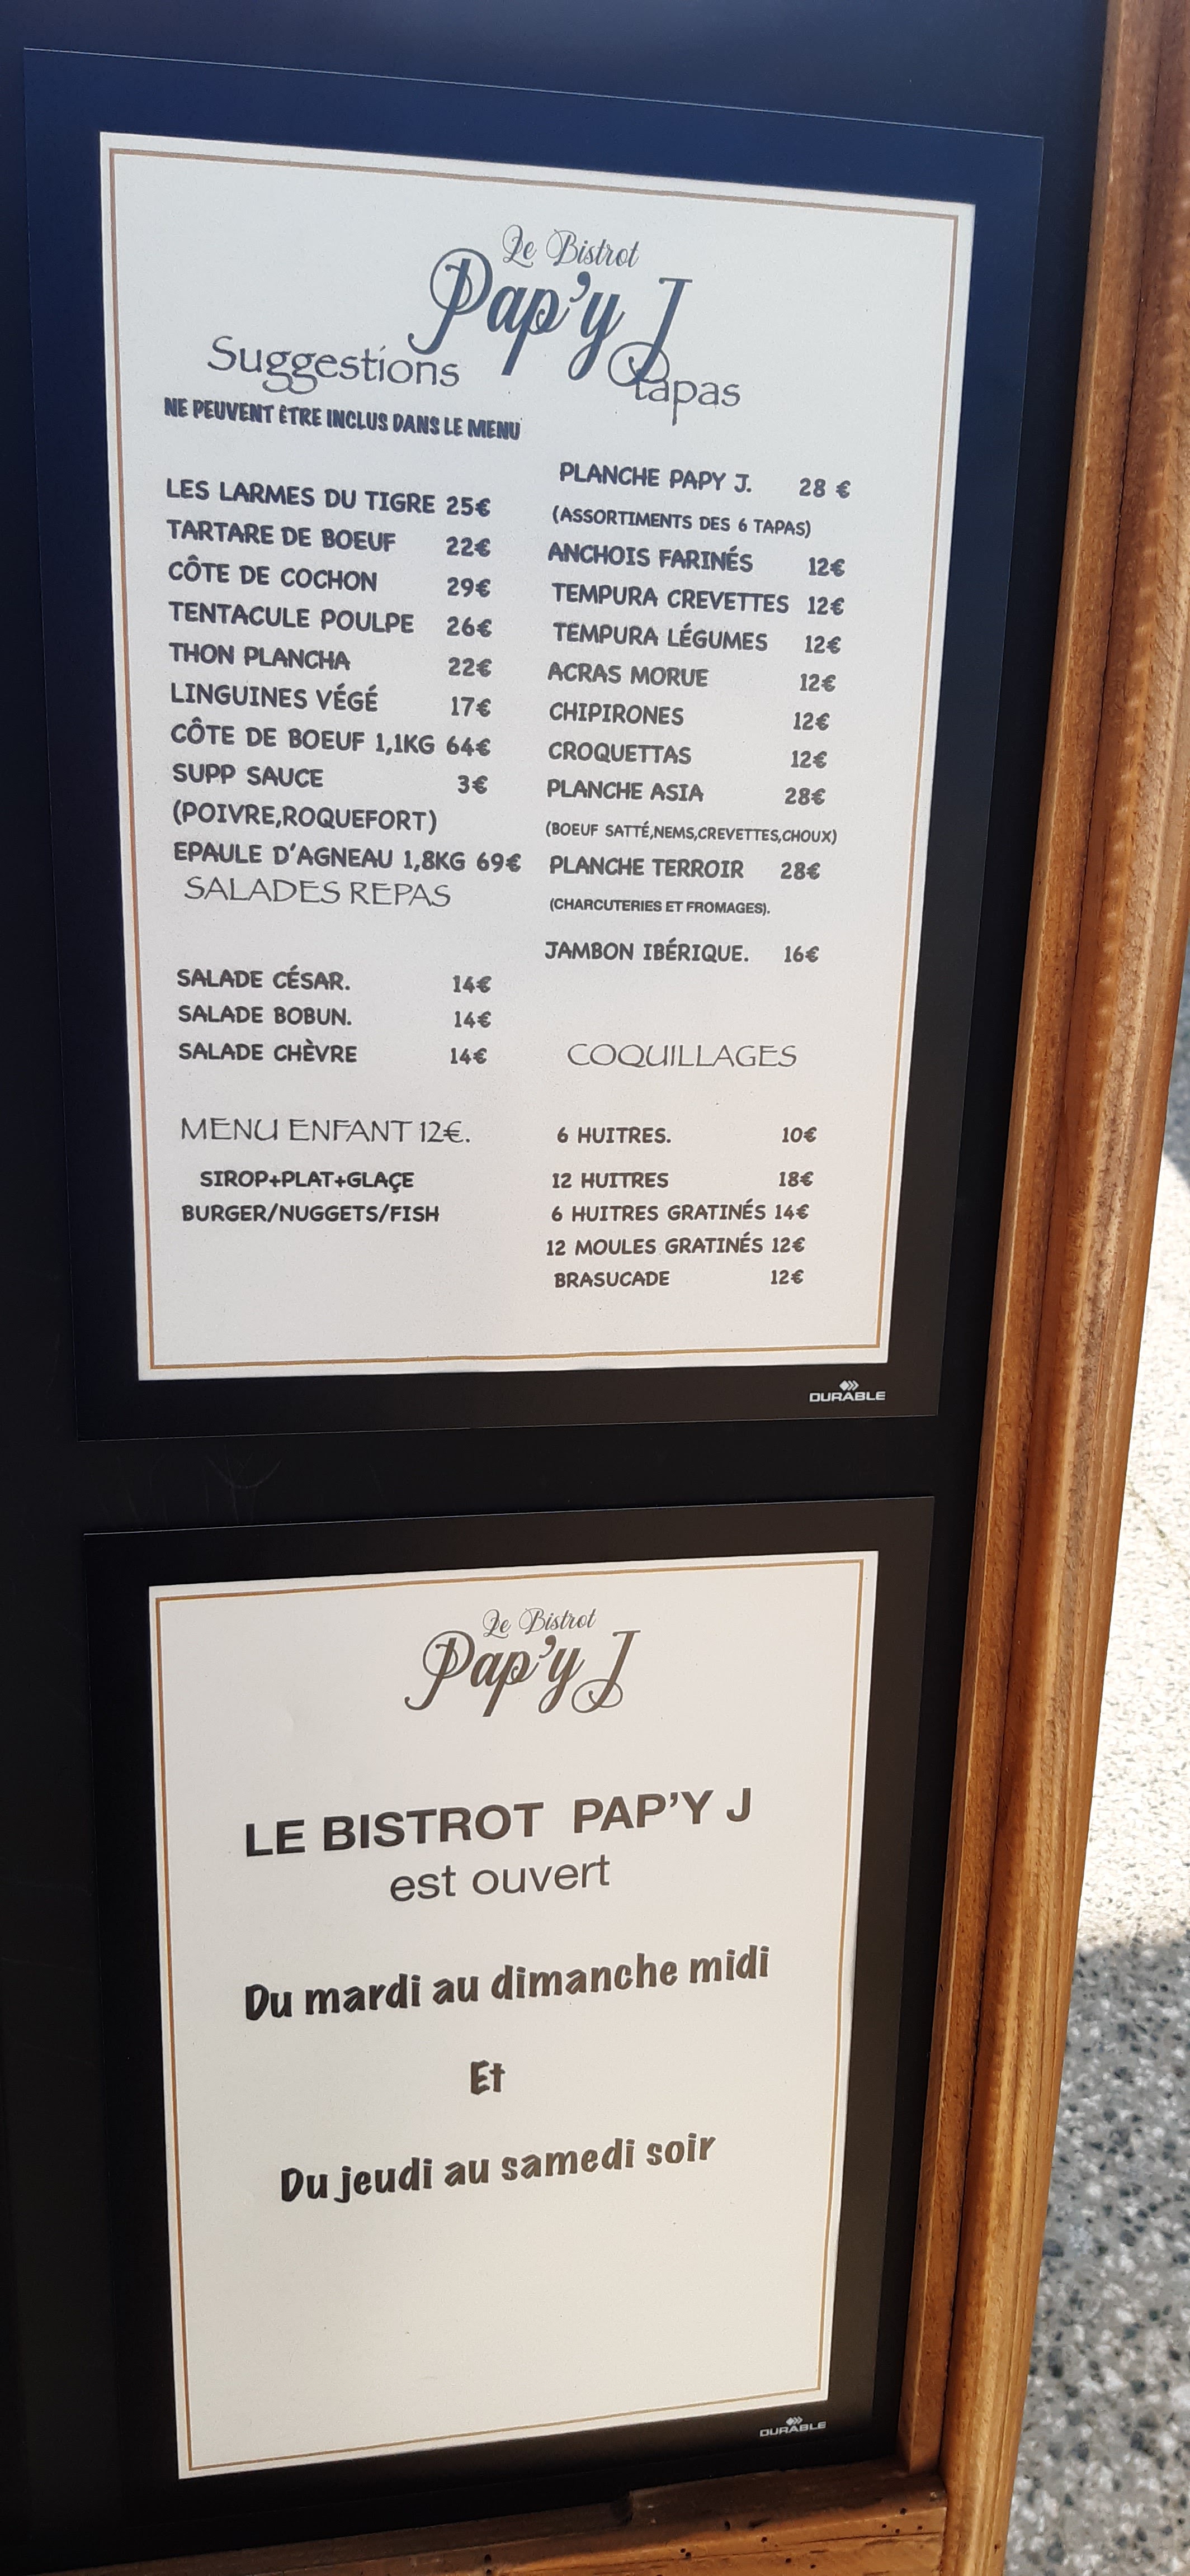 Le Bistrot
Pap'y J
Suggestions
NE PEUVENT ÊTRE INCLUS DANS LE MENU
LES LARMES DU TIGRE 25€
TARTARE DE BOEUF 22€
CÔTE DE COCHON 29€
TENTACULE POULPE 26€
THON PLANCHA 22€
LINGUINES VÉGÉ 17€
CÔTE DE BOEUF 1,1KG 64€
SUPP SAUCE 3€
(POIVRE,ROQUEFORT)
EPAULE D'AGNEAU 1,8KG 69€
SALADES REPAS
SALADE CÉSAR. 14€
SALADE BOBUN. 14€
SALADE CHÈVRE 14€
MENU ENFANT 12€.
SIROP+PLAT+GLAÇE
BURGER/NUGGETS/FISH
tapas
PLANCHE PAPY J. 28 €
(ASSORTIMENTS DES 6 TAPAS)
ANCHOIS FARINÉS 12€
TEMPURA CREVETTES 12€
TEMPURA LÉGUMES 12€
ACRAS MORUE 12€
CHIPIRONES 12€
CROQUETTAS 12€
PLANCHE ASIA 28€
(BOEUF SATTÉ,NEMS,CREVETTES,CHOUX)
PLANCHE TERROIR 28€
(CHARCUTERIES ET FROMAGES).
JAMBON IBÉRIQUE. 16€
COQUILLAGES
6 HUITRES. 10€
12 HUITRES 18€
6 HUITRES GRATINÉS 14€
12 MOULES GRATINÉS 12€
BRASUCADE 12€
DURABLE
Le Bistrot
Pap'y J
LE BISTROT PAP'Y J
est ouvert
Du mardi au dimanche midi
Et
Du jeudi au samedi soir
DURABLE